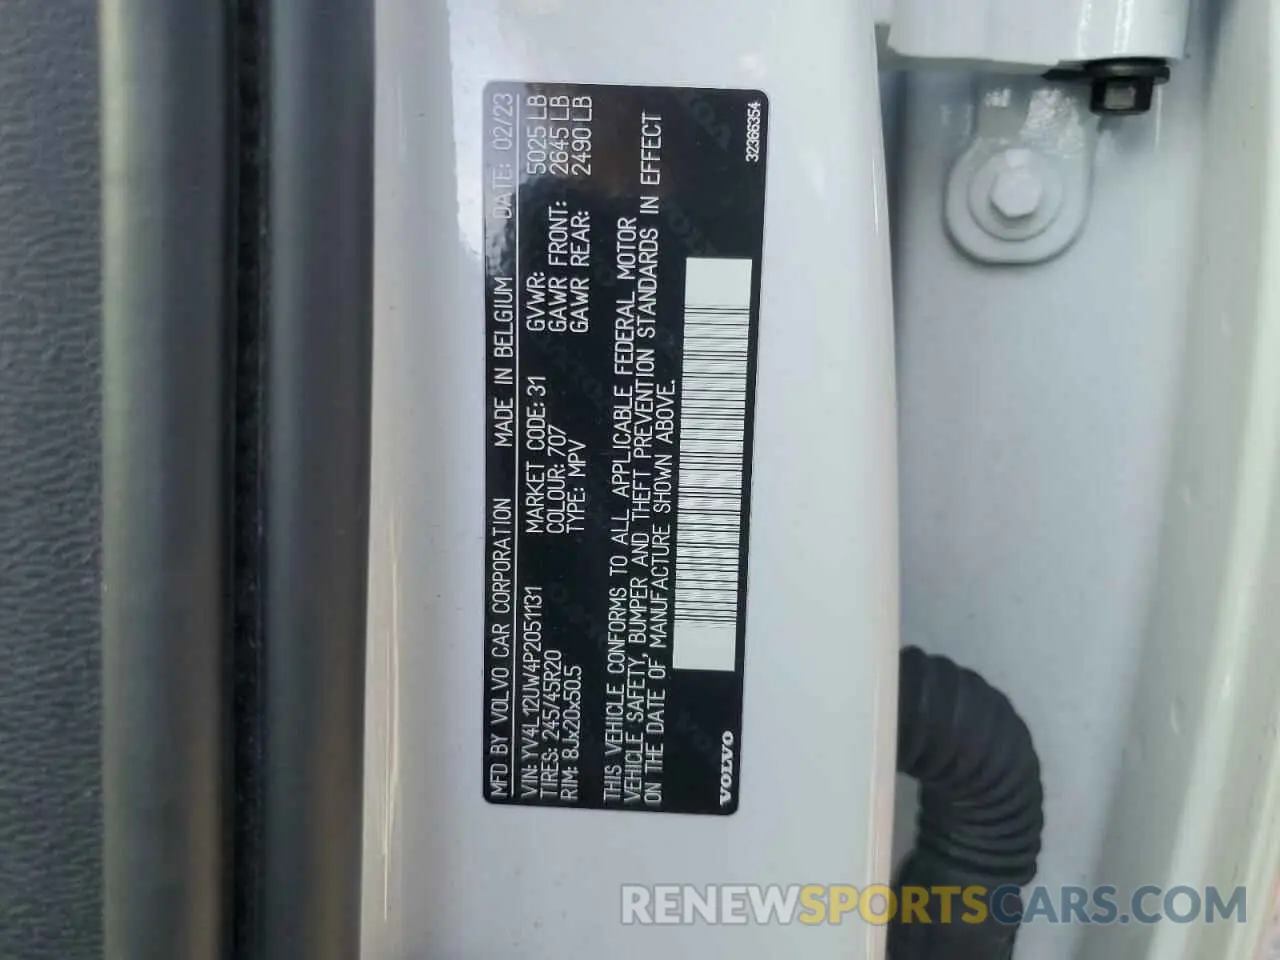 MFD BY VOLVO CAR CORPORATION MADE IN BELGIUM DATE: 02/23
VIN: YV4L12UW4P2051131 MARKET CODE: 31 GVWR: 5025 LB
TIRES: 245/45R20 COLOUR: 707 GAWR FRONT: 2645 LB
RIM: 8Jx20x50.5 TYPE: MPV GAWR REAR: 2490 LB
THIS VEHICLE CONFORMS TO ALL APPLICABLE FEDERAL MOTOR
VEHICLE SAFETY, BUMPER AND THEFT PREVENTION STANDARDS IN EFFECT
ON THE DATE OF MANUFACTURE SHOWN ABOVE.
VOLVO 32366354
RENEWSPORTSCARS.COM